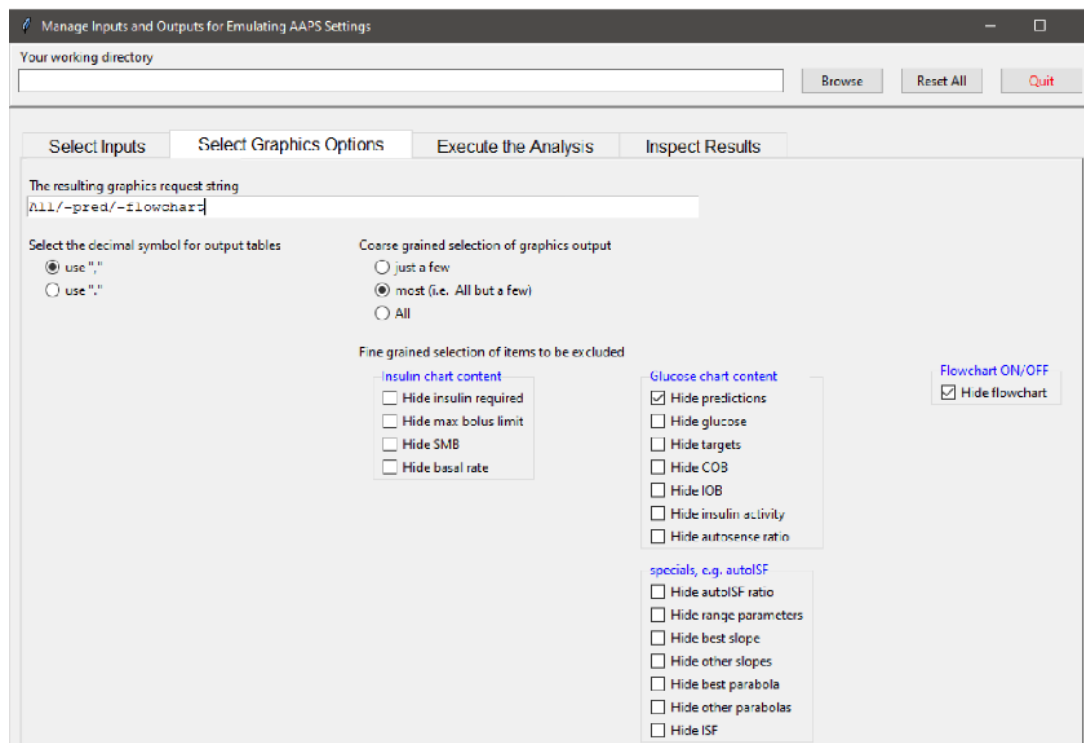 Manage Inputs and Outputs for Emulating AAPS Settings
Your working directory
Browse
Reset All
Quit
Select Inputs
Select Graphics Options
Execute the Analysis
Inspect Results
The resulting graphics request string
All/-pred/-flowchart
Select the decimal symbol for output tables
use ","
use "."
Coarse grained selection of graphics output
just a few
most (i.e. All but a few)
All
Fine grained selection of items to be excluded
Insulin chart content
Hide insulin required
Hide max bolus limit
Hide SMB
Hide basal rate
Glucose chart content
Hide predictions
Hide glucose
Hide targets
Hide COB
Hide IOB
Hide insulin activity
Hide autosense ratio
specials, e.g. autoISF
Hide autoISF ratio
Hide range parameters
Hide best slope
Hide other slopes
Hide best parabola
Hide other parabolas
Hide ISF
Flowchart ON/OFF
Hide flowchart